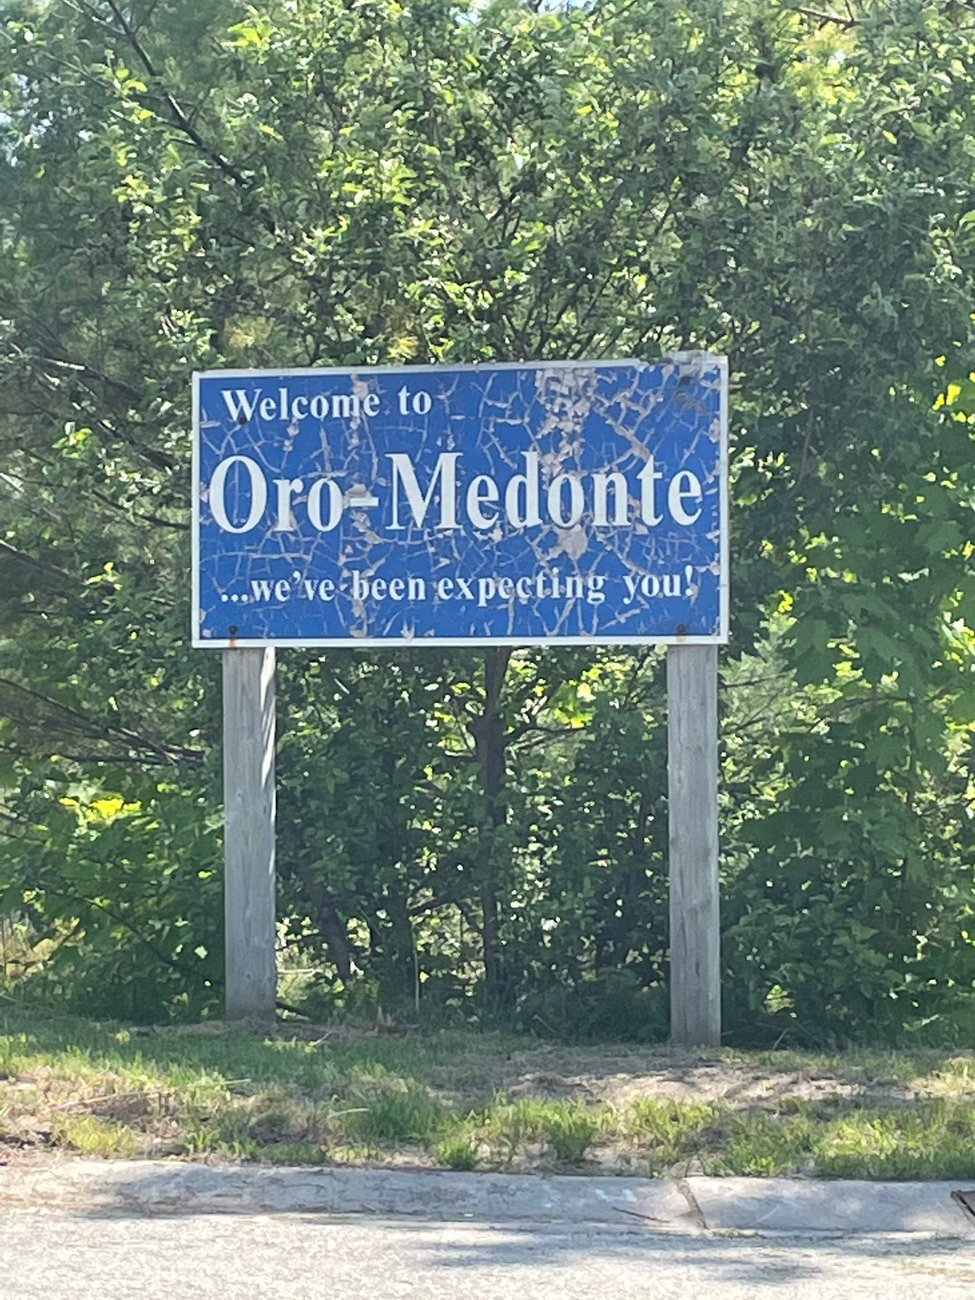 Welcome to
Oro-Medonte
...we've been expecting you!